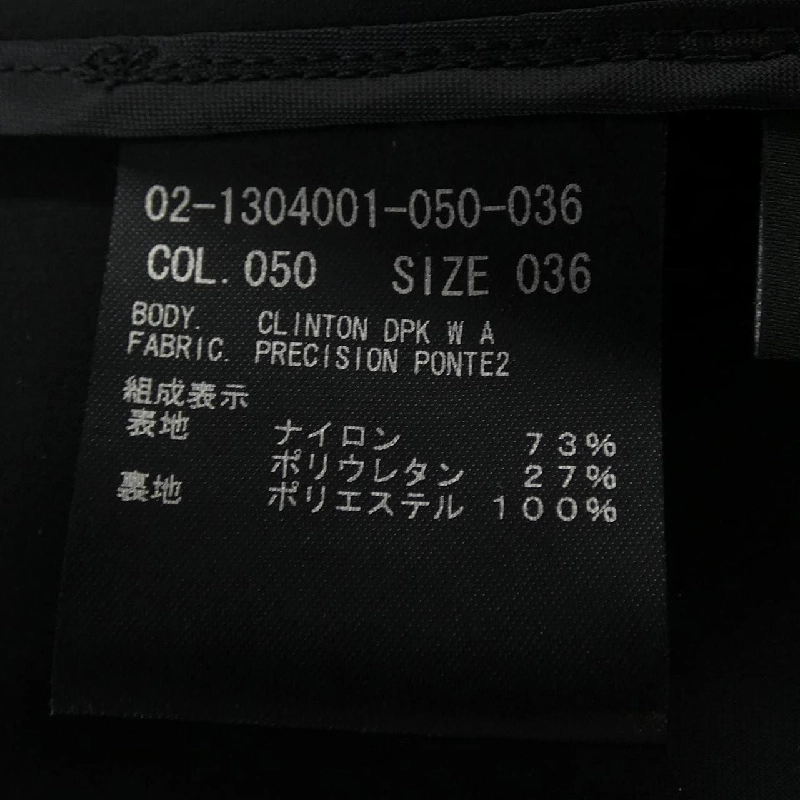 02-1304001-050-036
COL. 050 SIZE 036
BODY. CLINTON DPK W A
FABRIC. PRECISION PONTE2
組成表示
表地 ナイロン 73%
ポリウレタン 27%
裏地 ポリエステル 100%